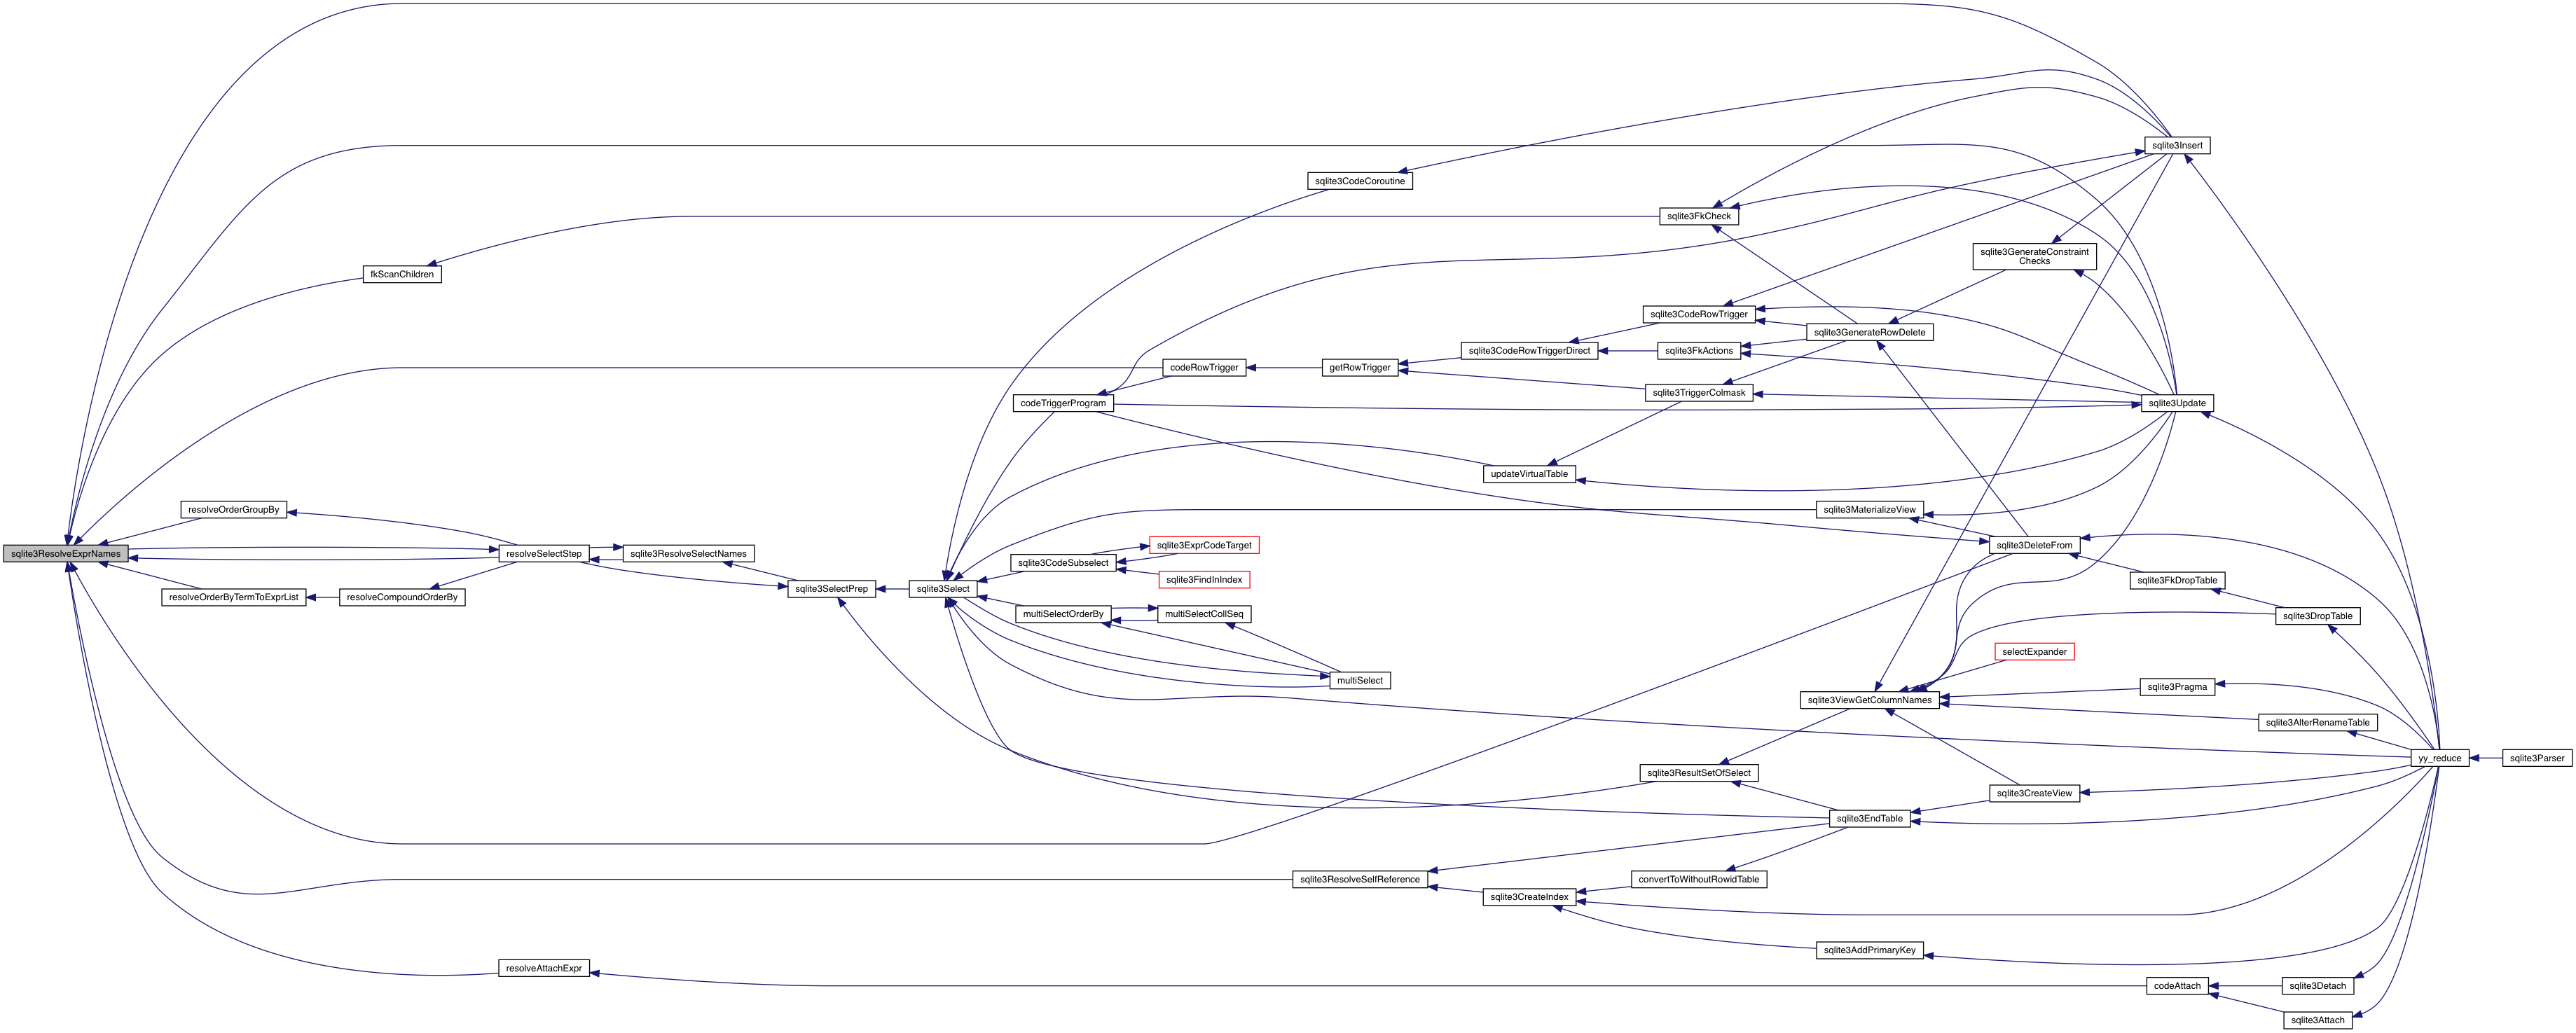 sqlite3Insert
sqlite3CodeCoroutine
sqlite3FkCheck
sqlite3GenerateConstraint
Checks
fkScanChildren
sqlite3CodeRowTrigger
sqlite3GenerateRowDelete
sqlite3CodeRowTriggerDirect
sqlite3FkActions
codeRowTrigger
getRowTrigger
sqlite3TriggerColmask
codeTriggerProgram
sqlite3Update
updateVirtualTable
resolveOrderGroupBy
sqlite3MaterializeView
sqlite3ExprCodeTarget
sqlite3DeleteFrom
sqlite3ResolveExprNames
resolveSelectStep
sqlite3ResolveSelectNames
sqlite3CodeSubselect
sqlite3FindInIndex
sqlite3FkDropTable
sqlite3SelectPrep
sqlite3Select
resolveOrderByTermToExprList
resolveCompoundOrderBy
multiSelectOrderBy
multiSelectCollSeq
sqlite3DropTable
selectExpander
multiSelect
sqlite3Pragma
sqlite3ViewGetColumnNames
sqlite3AlterRenameTable
yy_reduce
sqlite3Parser
sqlite3ResultSetOfSelect
sqlite3CreateView
sqlite3EndTable
sqlite3ResolveSelfReference
convertToWithoutRowidTable
sqlite3CreateIndex
sqlite3AddPrimaryKey
resolveAttachExpr
codeAttach
sqlite3Detach
sqlite3Attach